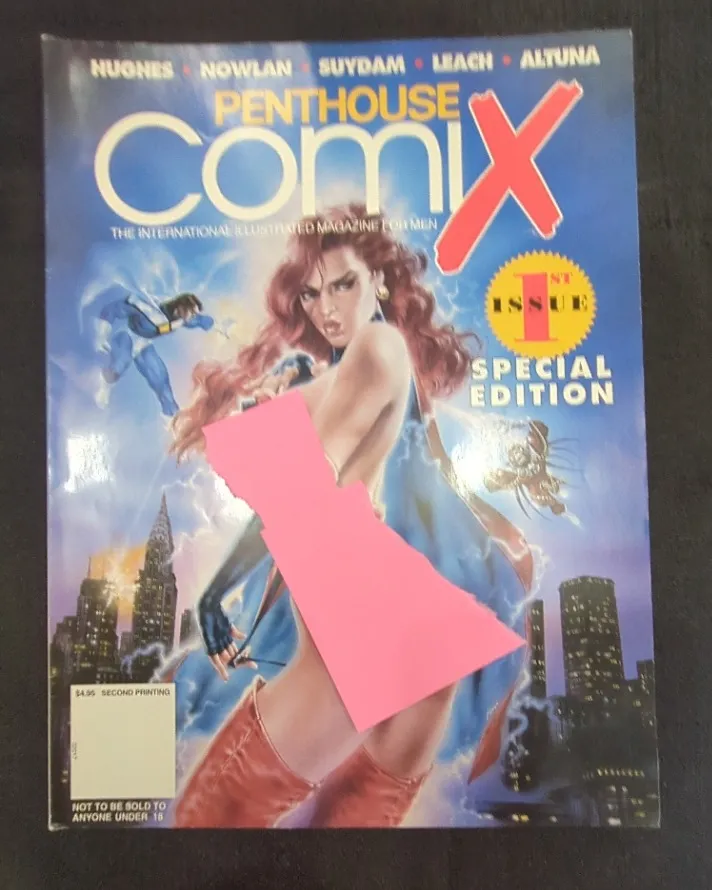 HUGHES • NOWLAN • SUYDAM • LEACH • ALTUNA
PENTHOUSE
COMIX
THE INTERNATIONAL ILLUSTRATED MAGAZINE FOR MEN
1ST
ISSUE
SPECIAL
EDITION
$4.95 SECOND PRINTING
NOT TO BE SOLD TO
ANYONE UNDER 18